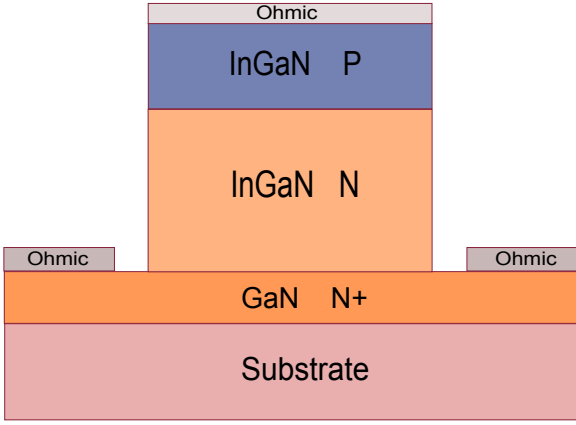 Ohmic
InGaN P
InGaN N
Ohmic Ohmic
GaN N+
Substrate